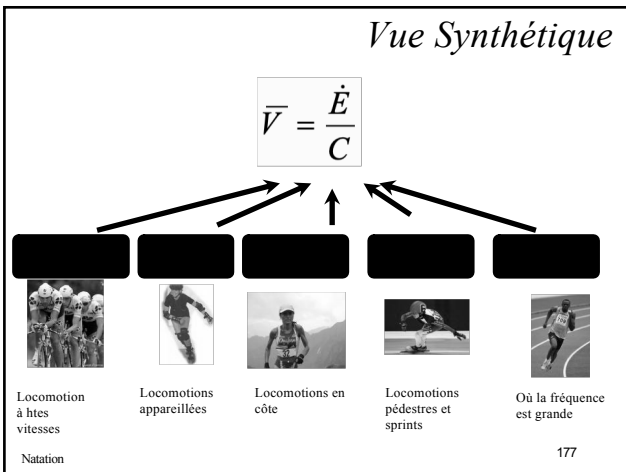 Vue Synthétique
V̅ = Ė / C
Locomotion
à htes
vitesses
Locomotions
appareillées
Locomotions en
côte
Locomotions
pédestres et
sprints
Où la fréquence
est grande
Natation
177